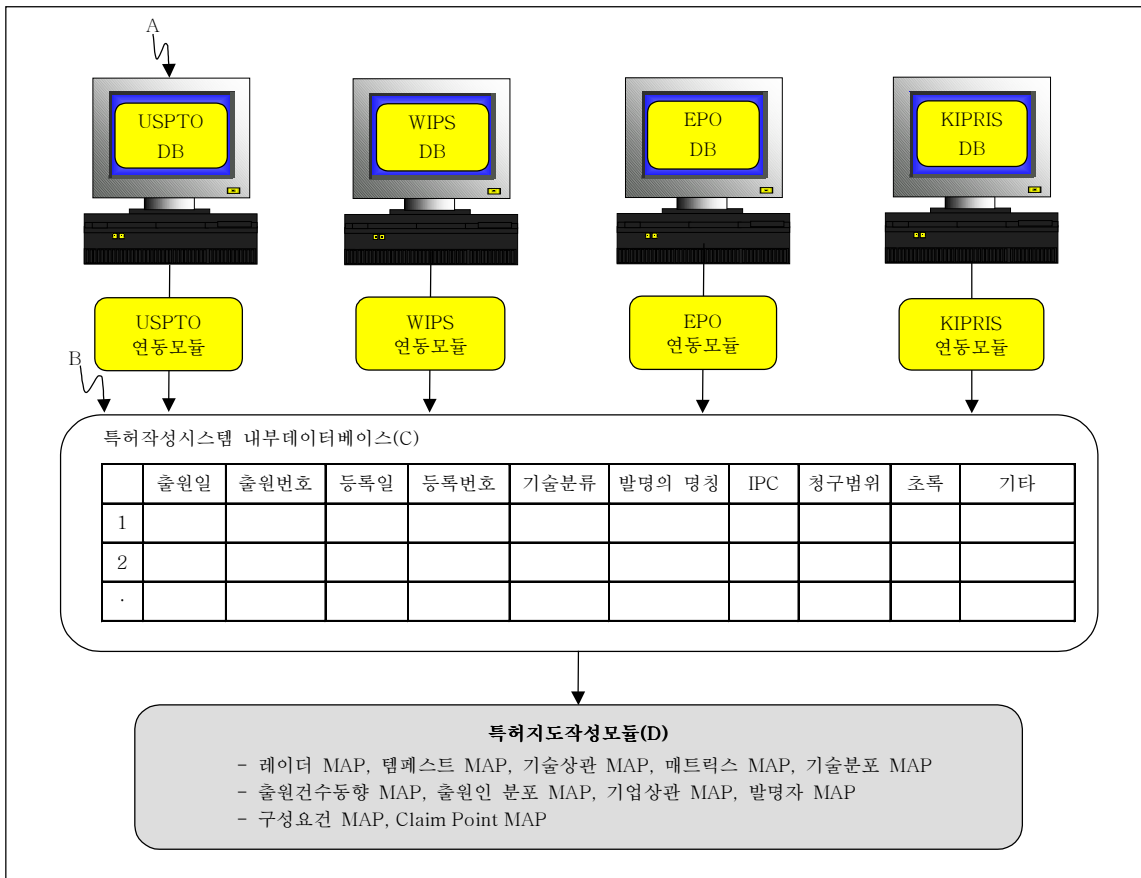 A
USPTO
DB
WIPS
DB
EPO
DB
KIPRIS
DB
USPTO
연동모듈
WIPS
연동모듈
EPO
연동모듈
KIPRIS
연동모듈
B
특허작성시스템 내부데이터베이스(C)
출원일 출원번호 등록일 등록번호 기술분류 발명의 명칭 IPC 청구범위 초록 기타
1
2
·
특허지도작성모듈(D)
- 레이더 MAP, 템페스트 MAP, 기술상관 MAP, 매트릭스 MAP, 기술분포 MAP
- 출원건수동향 MAP, 출원인 분포 MAP, 기업상관 MAP, 발명자 MAP
- 구성요건 MAP, Claim Point MAP